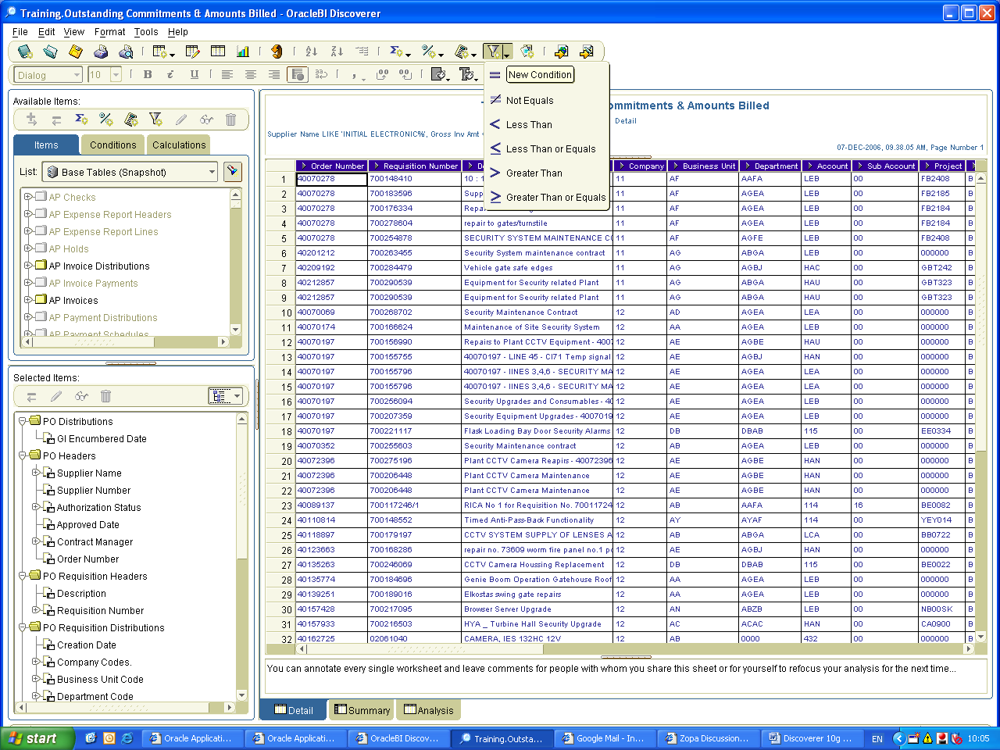 Training.Outstanding Commitments & Amounts Billed - OracleBI Discoverer
File Edit View Format Tools Help
Dialog 10 B i U
New Condition
Not Equals
Less Than
Less Than or Equals
Greater Than
Greater Than or Equals
Available Items:
Items Conditions Calculations
List: Base Tables (Snapshot)
AP Checks
AP Expense Report Headers
AP Expense Report Lines
AP Holds
AP Invoice Distributions
AP Invoice Payments
AP Invoices
AP Payment Distributions
AP Payment Schedules
Selected Items:
PO Distributions
Gl Encumbered Date
PO Headers
Supplier Name
Supplier Number
Authorization Status
Approved Date
Contract Manager
Order Number
PO Requisition Headers
Description
Requisition Number
PO Requisition Distributions
Creation Date
Company Codes.
Business Unit Code
Department Code
mmitments & Amounts Billed
Detail
Supplier Name LIKE 'INITIAL ELECTRONIC%', Gross Inv Amt <
07-DEC-2006, 09.38.05 AM, Page Number 1
Order Number Requisition Number Company Business Unit Department Account Sub Account Project
1 40070278 700148410 10 : 1 11 AF AAFA LEB 00 FB2408 B
2 40070278 700183596 Supp 11 AF AGEA LEB 00 FB2185 B
3 40070278 700176334 Repa 11 AF AGEA LEB 00 FB2184 B
4 40070278 700278604 repair to gates/turnstile 11 AF AGEA LEB 00 FB2184 B
5 40070278 700254878 SECURITY SYSTEM MAINTENANCE CO 11 AF AGFE LEB 00 FB2408 B
6 40201212 700263455 Security System maintenance contract 11 AG ABGA LEB 00 000000 B
7 40209192 700284479 Vehicle gate safe edges 11 AG AGBJ HAC 00 GBT242 B
8 40212857 700290539 Equipment for Security related Plant 11 AG ABGA HAU 00 GBT323 B
9 40212857 700290539 Equipment for Security related Plant 11 AG ABGA HAU 00 GBT323 B
10 40070069 700268702 Security Maintenance Contract 12 AD AGEA LEA 00 000000 B
11 40070174 700166624 Maintenance of Site Security System 12 AA AGEA LEB 00 000000 B
12 40070197 700156990 Repairs to Plant CCTV Equipment - 4007 12 AE AGBE HAU 00 000000 B
13 40070197 700155755 40070197 - LINE 45 - CI71 Temp signal 12 AE AGBJ HAN 00 000000 B
14 40070197 700155796 40070197 - lINES 3,4,6 - SECURITY MA 12 AE AGEA LEA 00 000000 B
15 40070197 700155796 40070197 - lINES 3,4,6 - SECURITY MA 12 AE AGEA LEA 00 000000 B
16 40070197 700256094 Security Upgrades and Consumables - 40 12 AE AGEA LEB 00 000000 B
17 40070197 700207359 Security Equipment Upgrades - 4007019 12 AE AGEA LEB 00 000000 B
18 40070197 700221117 Flask Loading Bay Door Security Alarms 12 DB DBAB 115 00 EE0334 B
19 40070352 700255603 Security Maintenance contract 12 AB AGEA LEB 00 000000 B
20 40072396 700275196 Plant CCTV Camera Reapirs - 40072396 12 AE AGBE HAN 00 000000 B
21 40072396 700206448 Plant CCTV Camera Maintenance 12 AE AGBE HAN 00 000000 B
22 40072396 700206448 Plant CCTV Camera Maintenance 12 AE AGBE HAN 00 000000 B
23 40089137 700117246/1 RICA No 1 for Requisition No. 70011724 12 AB AAFA 114 16 BE0082 B
24 40110814 700148552 Timed Anti-Pass-Back Functionality 12 AY AYAF 114 00 YEY014 B
25 40118897 700179197 CCTV SYSTEM SUPPLY OF LENSES A 12 AB ABGA LCA 00 BB0722 B
26 40123663 700168286 repair no. 73609 worm fire panel no.1 po 12 AE AGBJ HAN 00 000000 B
27 40135263 700246069 CCTV Camera Houssing Replacement 12 DB DBAB 115 00 BE0022 B
28 40135774 700184696 Genie Boom Operation Gatehouse Roof 12 AA AGEA LEB 00 000000 B
29 40139251 700189016 Elkostas swing gate repairs 12 AA AGEA LEB 00 000000 B
30 40157428 700217095 Browser Server Upgrade 12 AN ABZB LEB 00 NB00SK B
31 40157933 700216503 HYA _ Turbine Hall Security Upgrade 12 AC ACAC HAN 00 CA0900 B
32 40162725 02061040 CAMERA, IES 132HC 12V 12 AB 0000 432 00 000000 B
You can annotate every single worksheet and leave comments for people with whom you share this sheet or for yourself to refocus your analysis for the next time...
Detail Summary Analysis
start Oracle Applicati... Oracle Applicati... OracleBI Discov... Training.Outsta... Google Mail - In... Zopa Discussion... Discoverer 10g ... EN 10:05